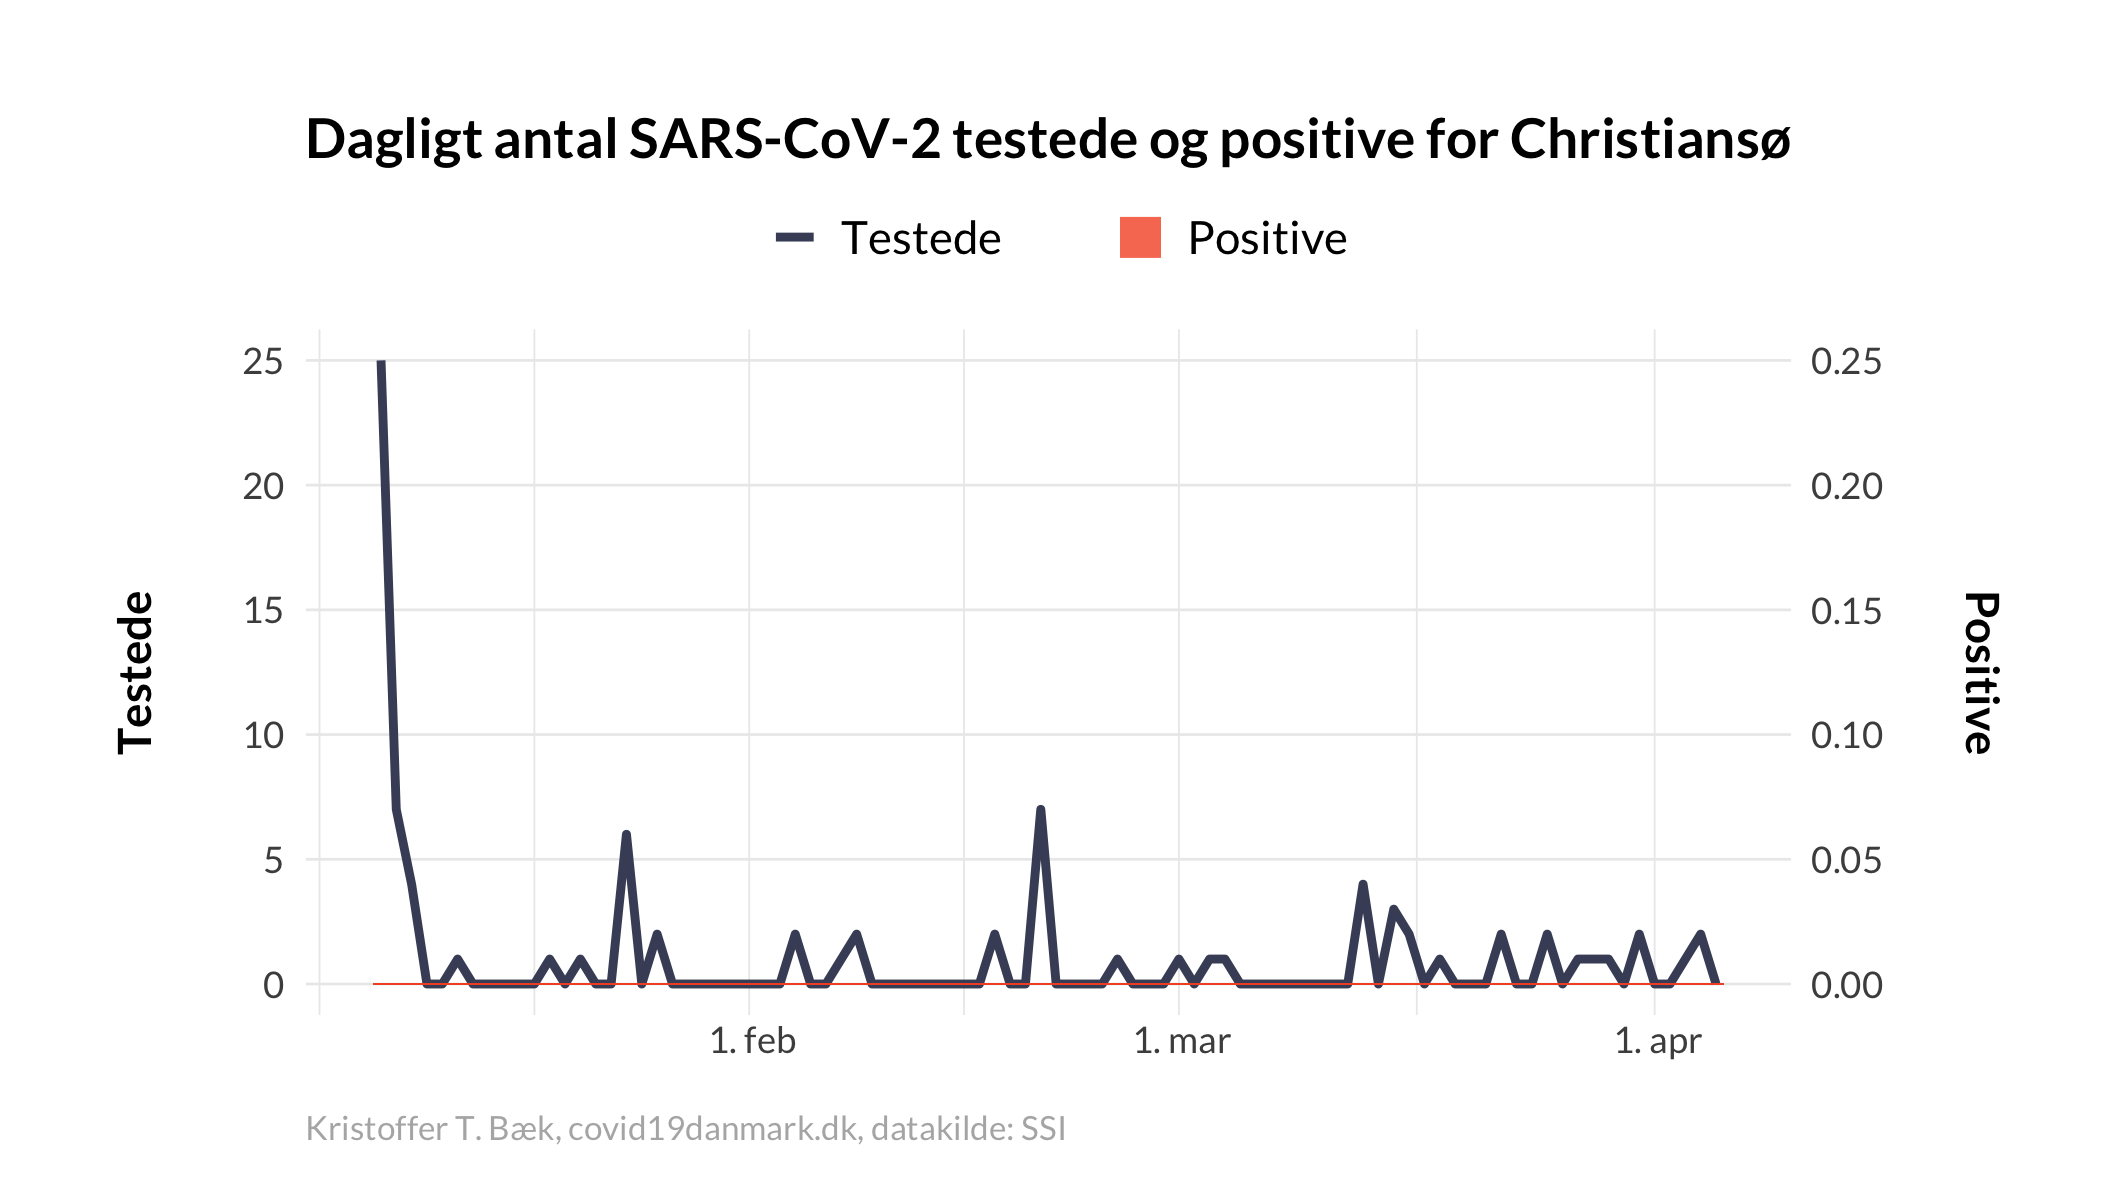 Dagligt antal SARS-CoV-2 testede og positive for Christiansø
Testede Positive
25 0.25
20 0.20
15 0.15
10 0.10
5 0.05
0 0.00
Testede
Positive
1. feb 1. mar 1. apr
Kristoffer T. Bæk, covid19danmark.dk, datakilde: SSI